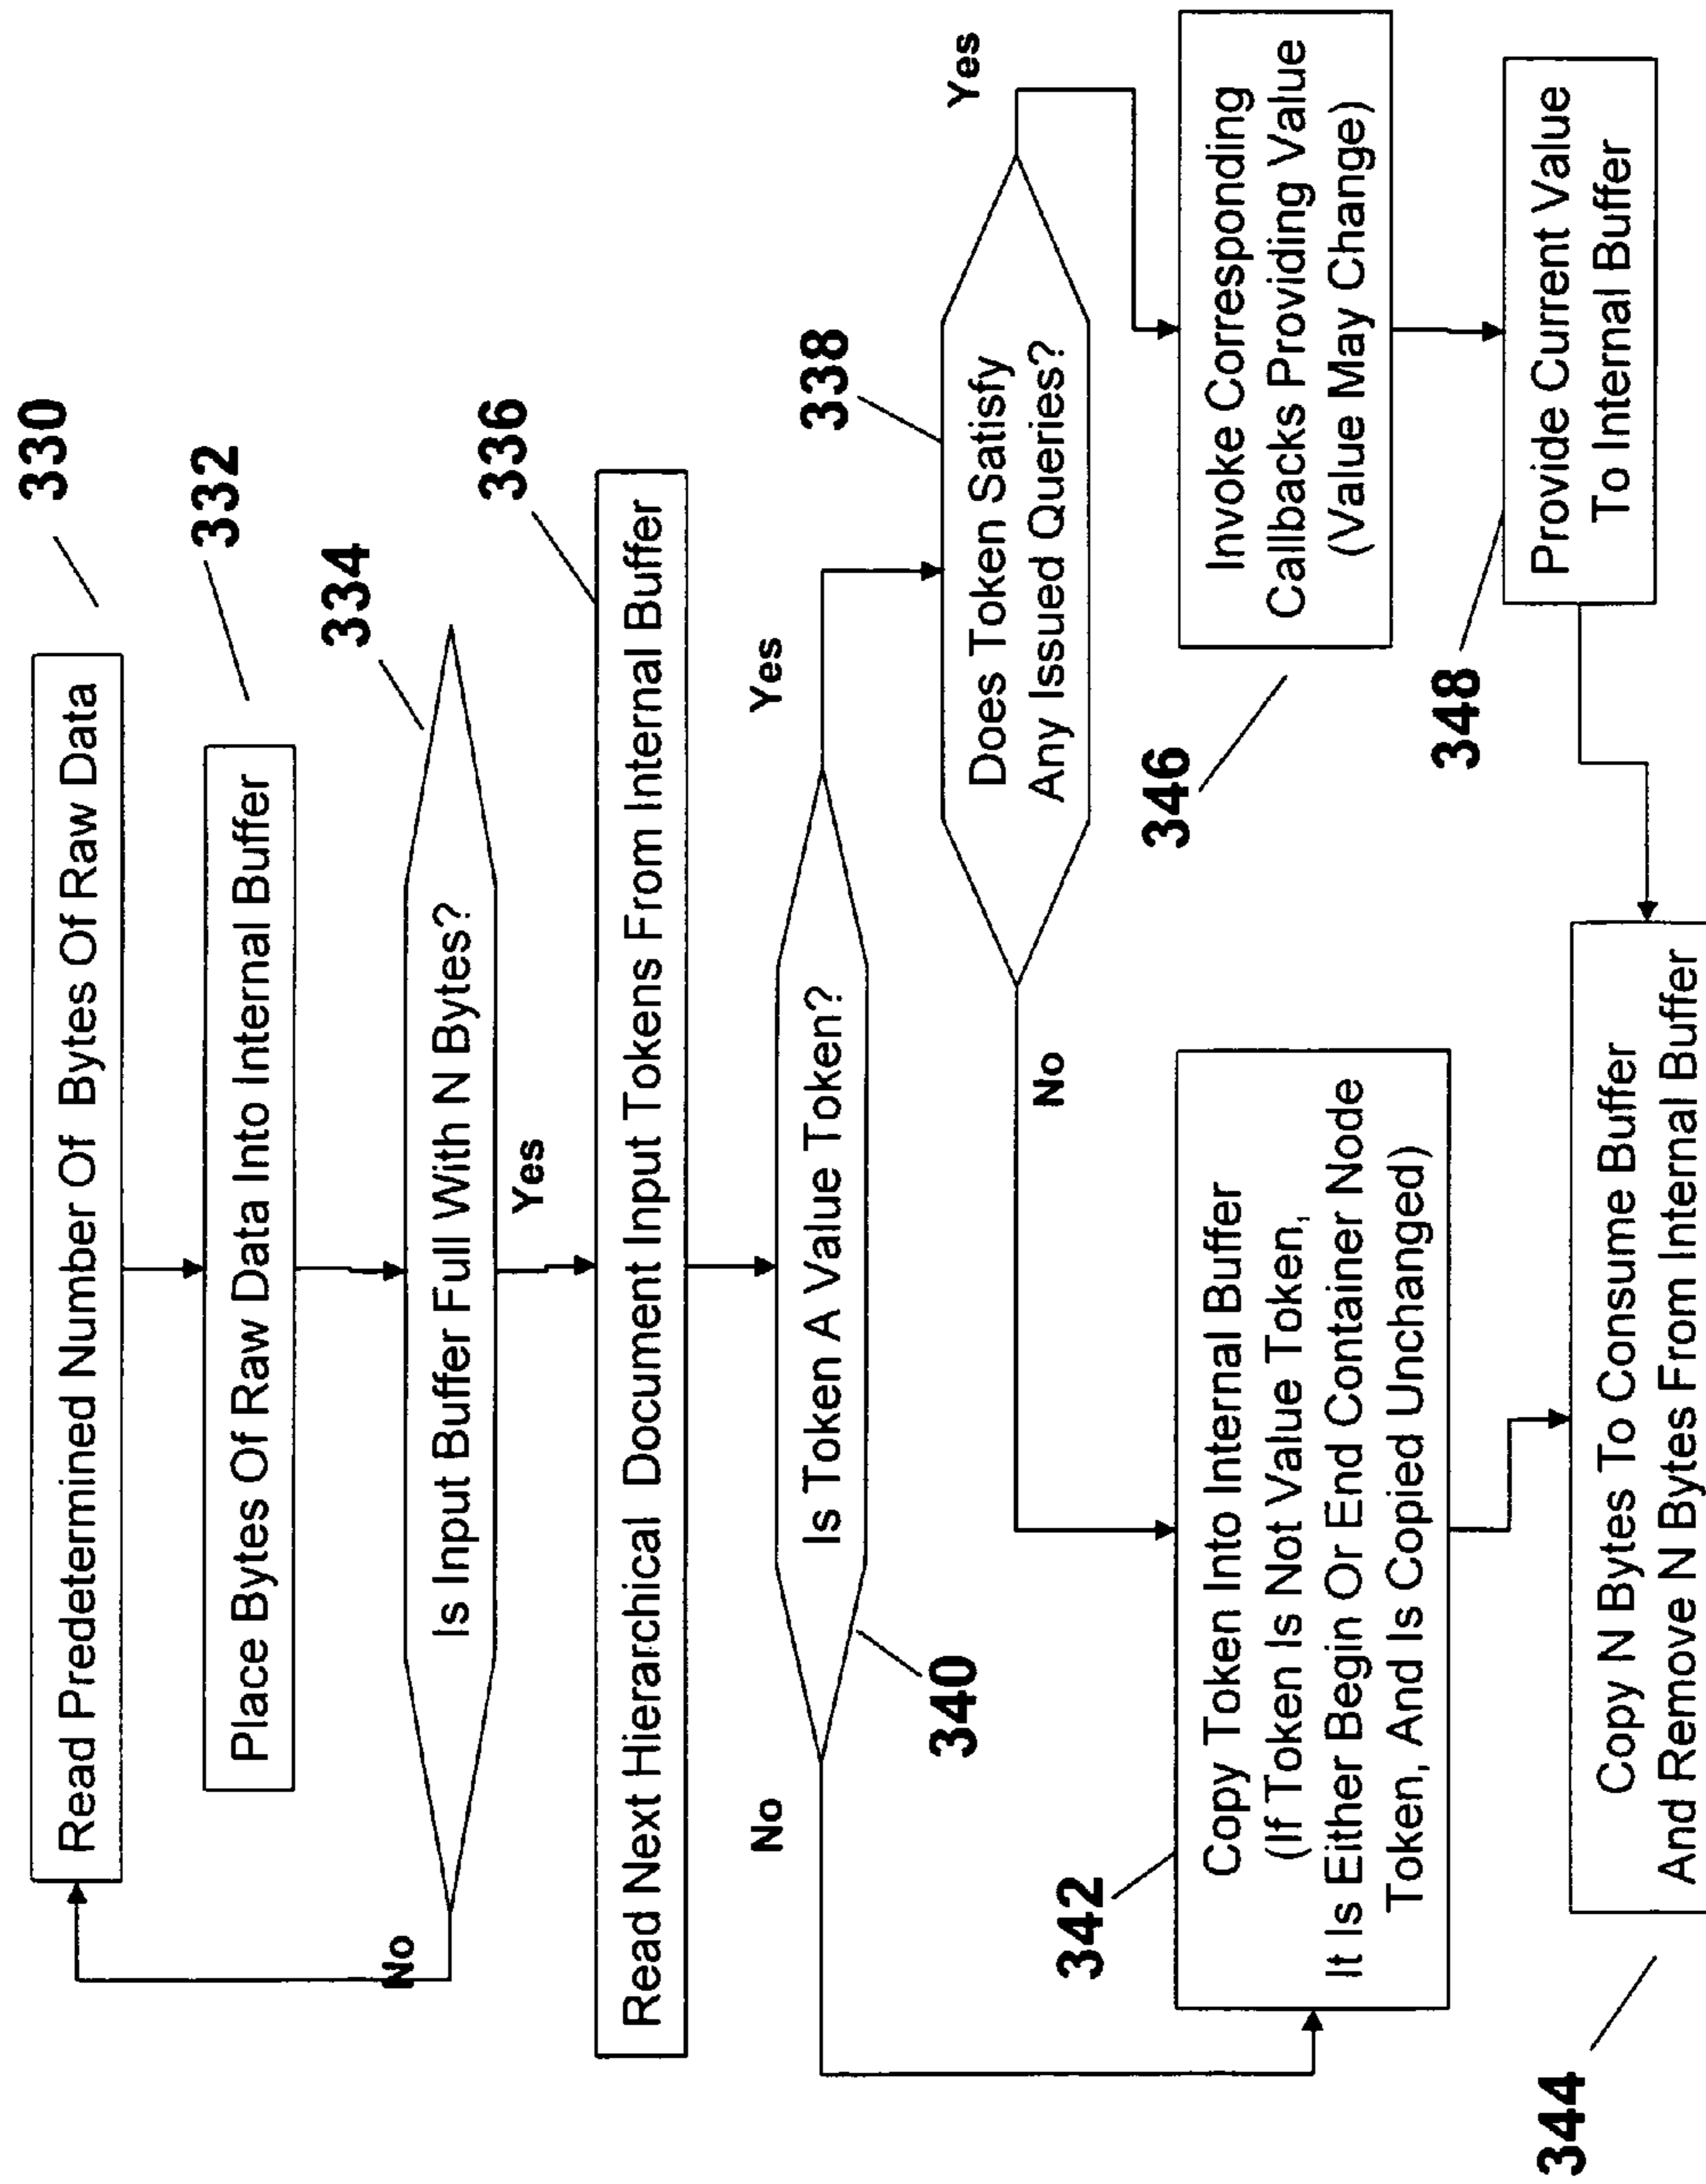 330
Read Predetermined Number Of Bytes Of Raw Data
332
Place Bytes Of Raw Data Into Internal Buffer
334
Is Input Buffer Full With N Bytes?
No
Yes
336
Read Next Hierarchical Document Input Tokens From Internal Buffer
Is Token A Value Token?
No
Yes
340
338
Does Token Satisfy
Any Issued Queries?
No
Yes
342
Copy Token Into Internal Buffer
(If Token Is Not Value Token,
It Is Either Begin Or End Container Node
Token, And Is Copied Unchanged)
346
Invoke Corresponding
Callbacks Providing Value
(Value May Change)
348
Provide Current Value
To Internal Buffer
344
Copy N Bytes To Consume Buffer
And Remove N Bytes From Internal Buffer